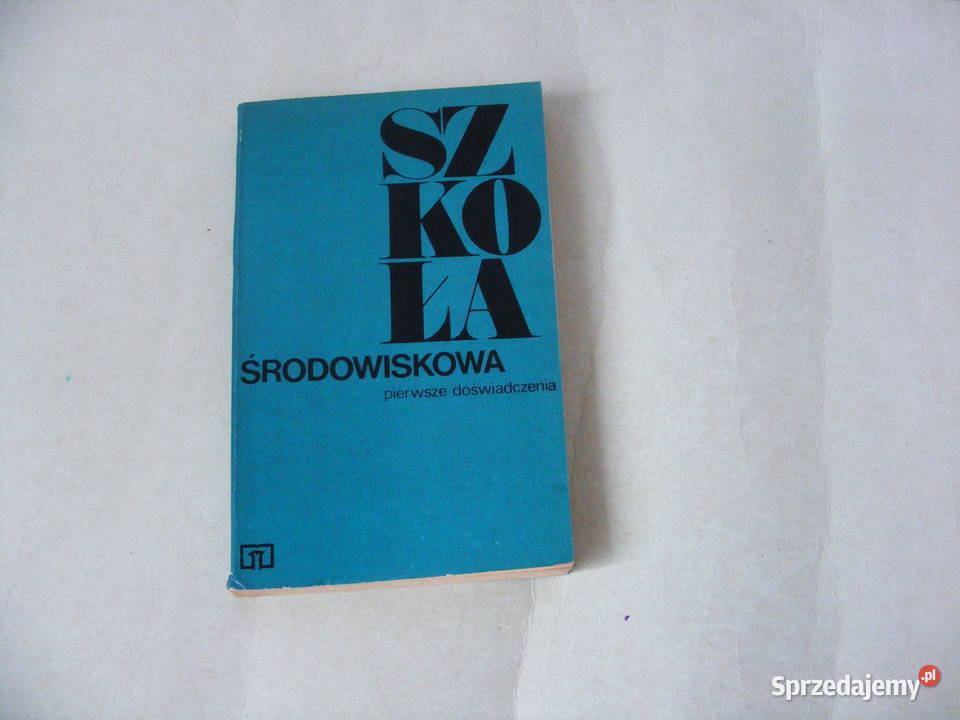 SZ
KO
ŁA
ŚRODOWISKOWA
pierwsze doświadczenia
Sprzedajemy.pl